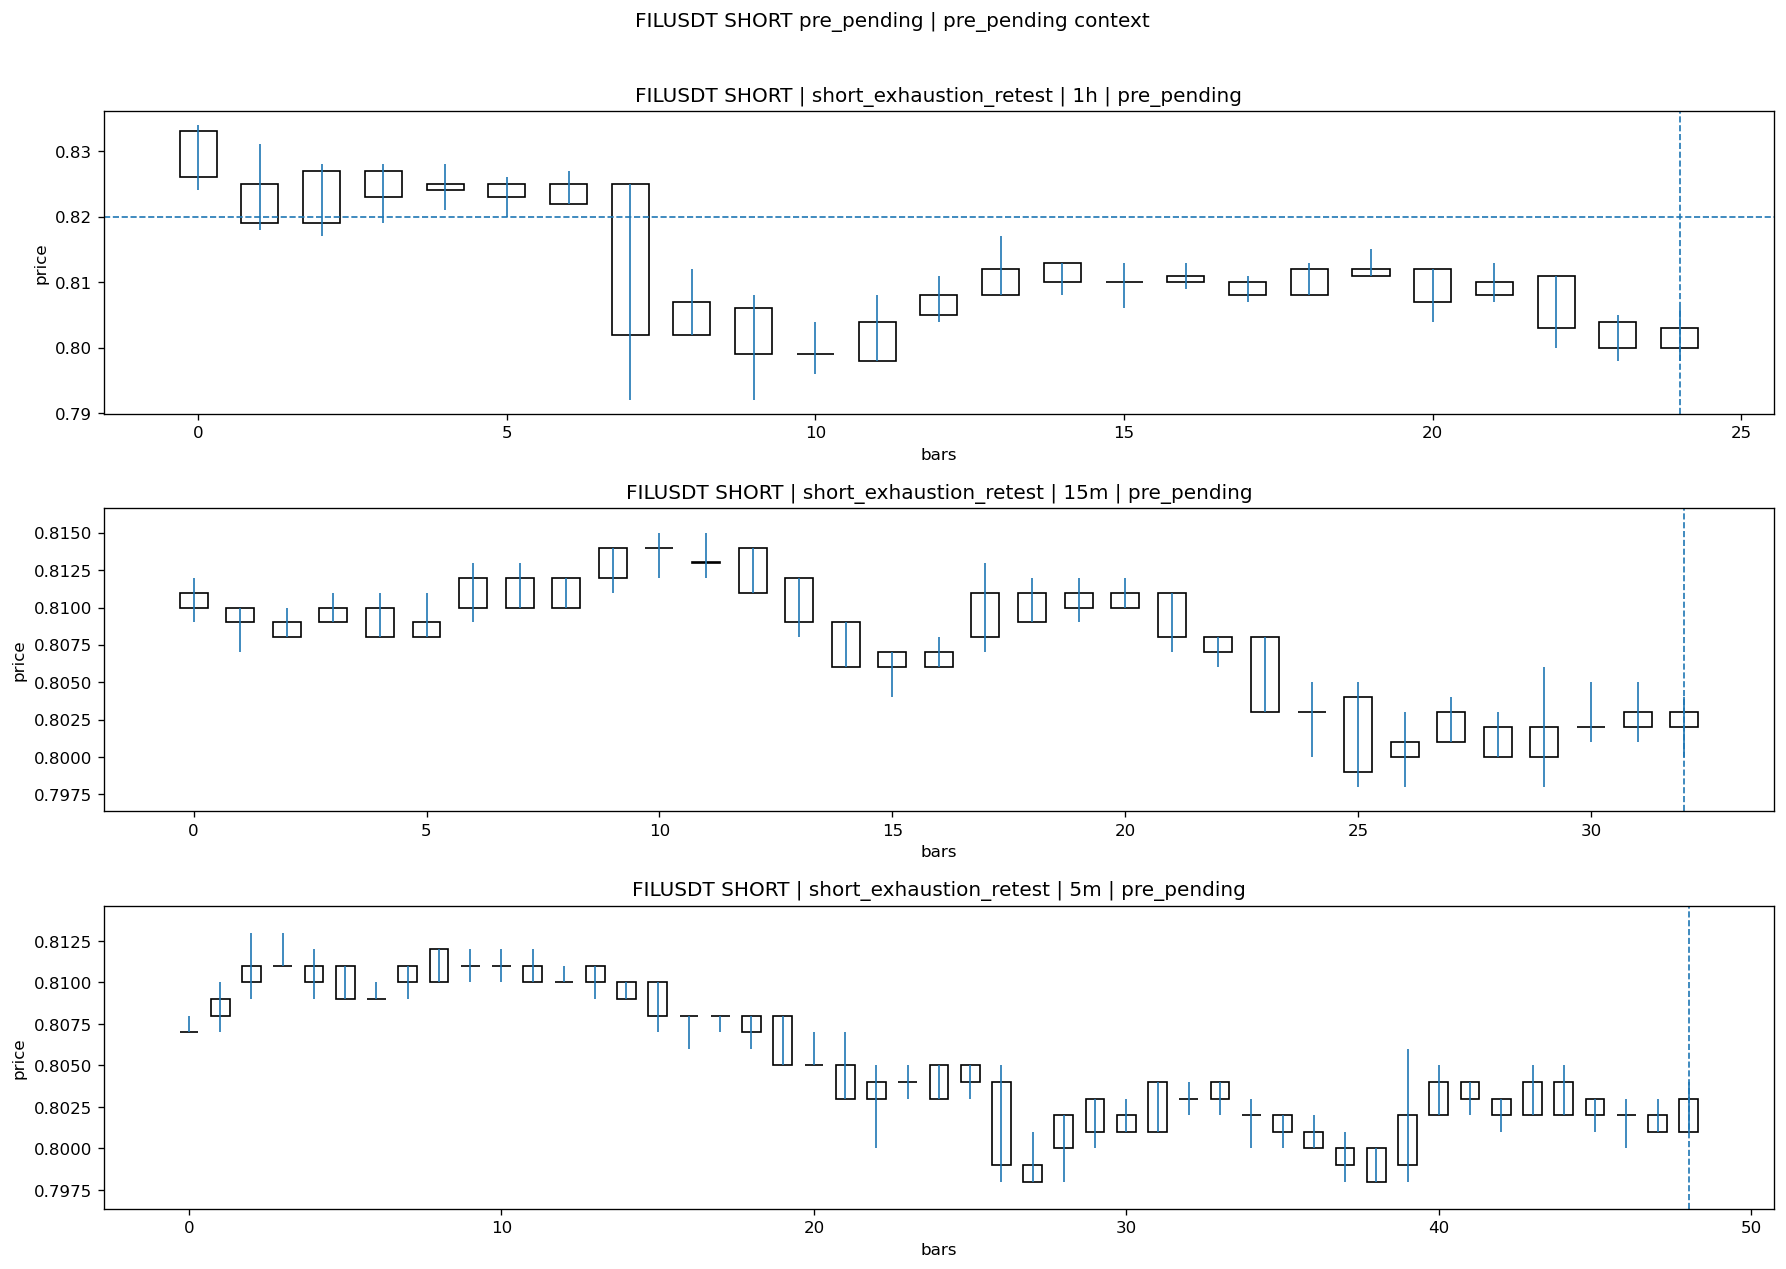 FILUSDT SHORT pre_pending | pre_pending context
FILUSDT SHORT | short_exhaustion_retest | 1h | pre_pending
0.83
0.82
0.81
0.80
0.79
price
0 5 10 15 20 25
bars
FILUSDT SHORT | short_exhaustion_retest | 15m | pre_pending
0.8150
0.8125
0.8100
0.8075
0.8050
0.8025
0.8000
0.7975
price
0 5 10 15 20 25 30
bars
FILUSDT SHORT | short_exhaustion_retest | 5m | pre_pending
0.8125
0.8100
0.8075
0.8050
0.8025
0.8000
0.7975
price
0 10 20 30 40 50
bars